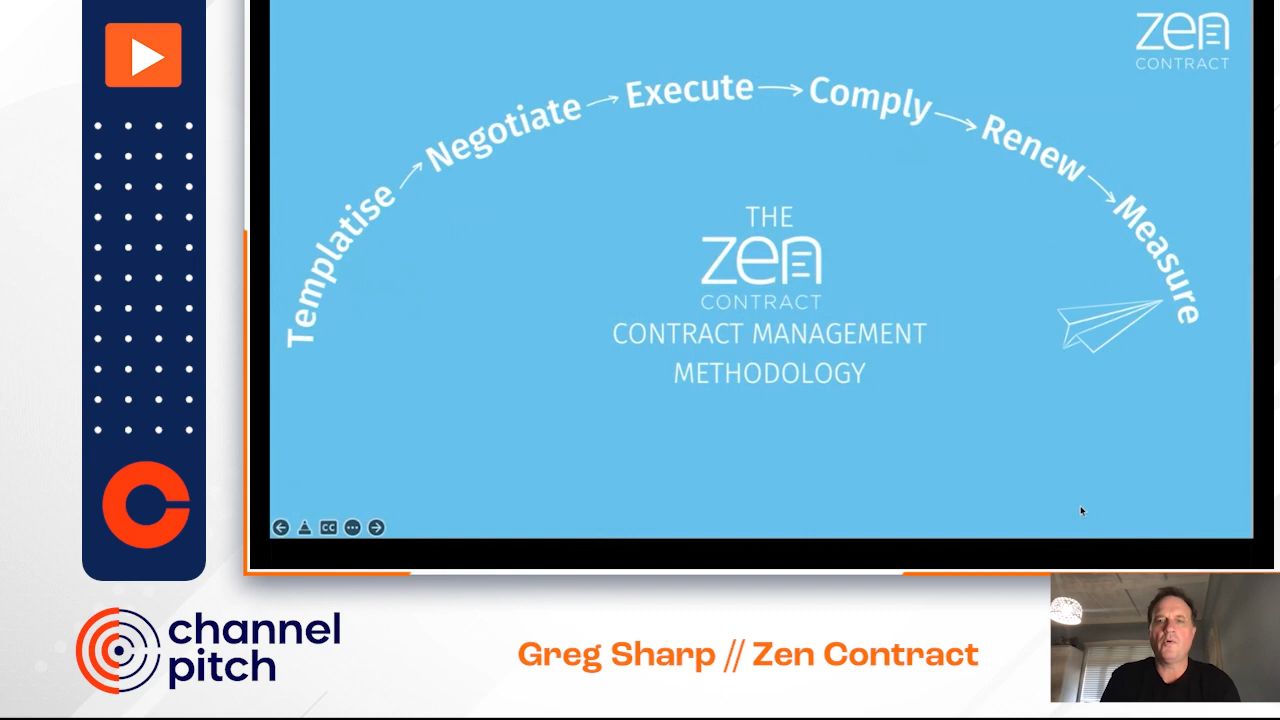 zen
CONTRACT
Templatise
Negotiate
Execute
Comply
Renew
Measure
THE
zen
CONTRACT
CONTRACT MANAGEMENT
METHODOLOGY
CC
channel
pitch
Greg Sharp // Zen Contract